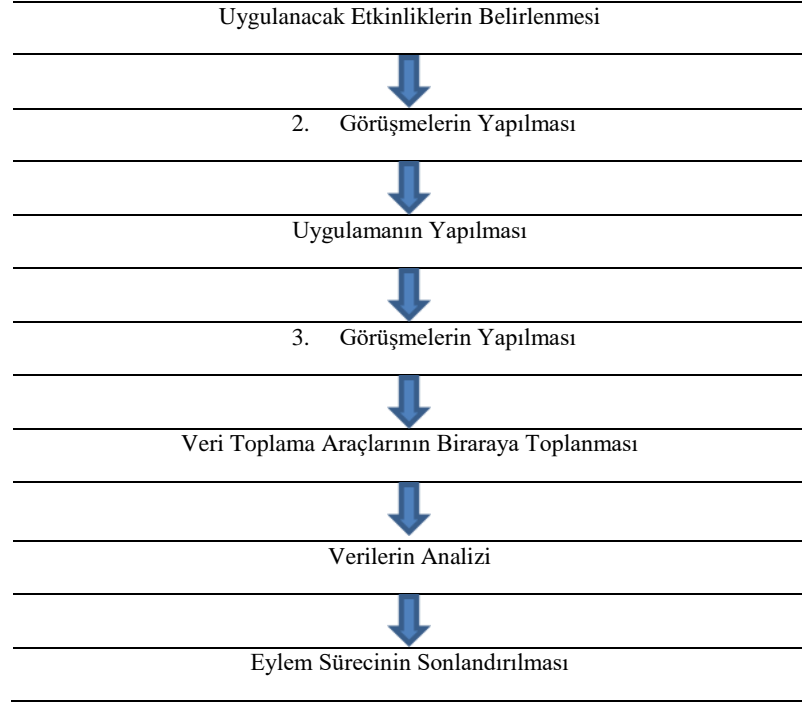 Uygulanacak Etkinliklerin Belirlenmesi
2. Görüşmelerin Yapılması
Uygulamanın Yapılması
3. Görüşmelerin Yapılması
Veri Toplama Araçlarının Biraraya Toplanması
Verilerin Analizi
Eylem Sürecinin Sonlandırılması